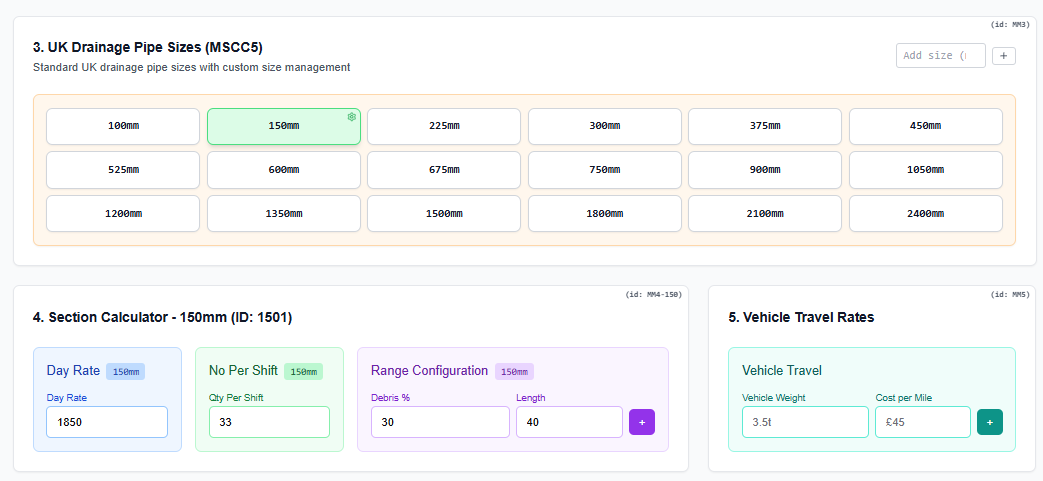 (id: MM3)
3. UK Drainage Pipe Sizes (MSCC5)
Standard UK drainage pipe sizes with custom size management
Add size (
+
100mm 150mm 225mm 300mm 375mm 450mm
525mm 600mm 675mm 750mm 900mm 1050mm
1200mm 1350mm 1500mm 1800mm 2100mm 2400mm
(id: MM4-150)
4. Section Calculator - 150mm (ID: 1501)
Day Rate 150mm
Day Rate
1850
No Per Shift 150mm
Qty Per Shift
33
Range Configuration 150mm
Debris % Length
30 40 +
(id: MM5)
5. Vehicle Travel Rates
Vehicle Travel
Vehicle Weight Cost per Mile
3.5t £45 +